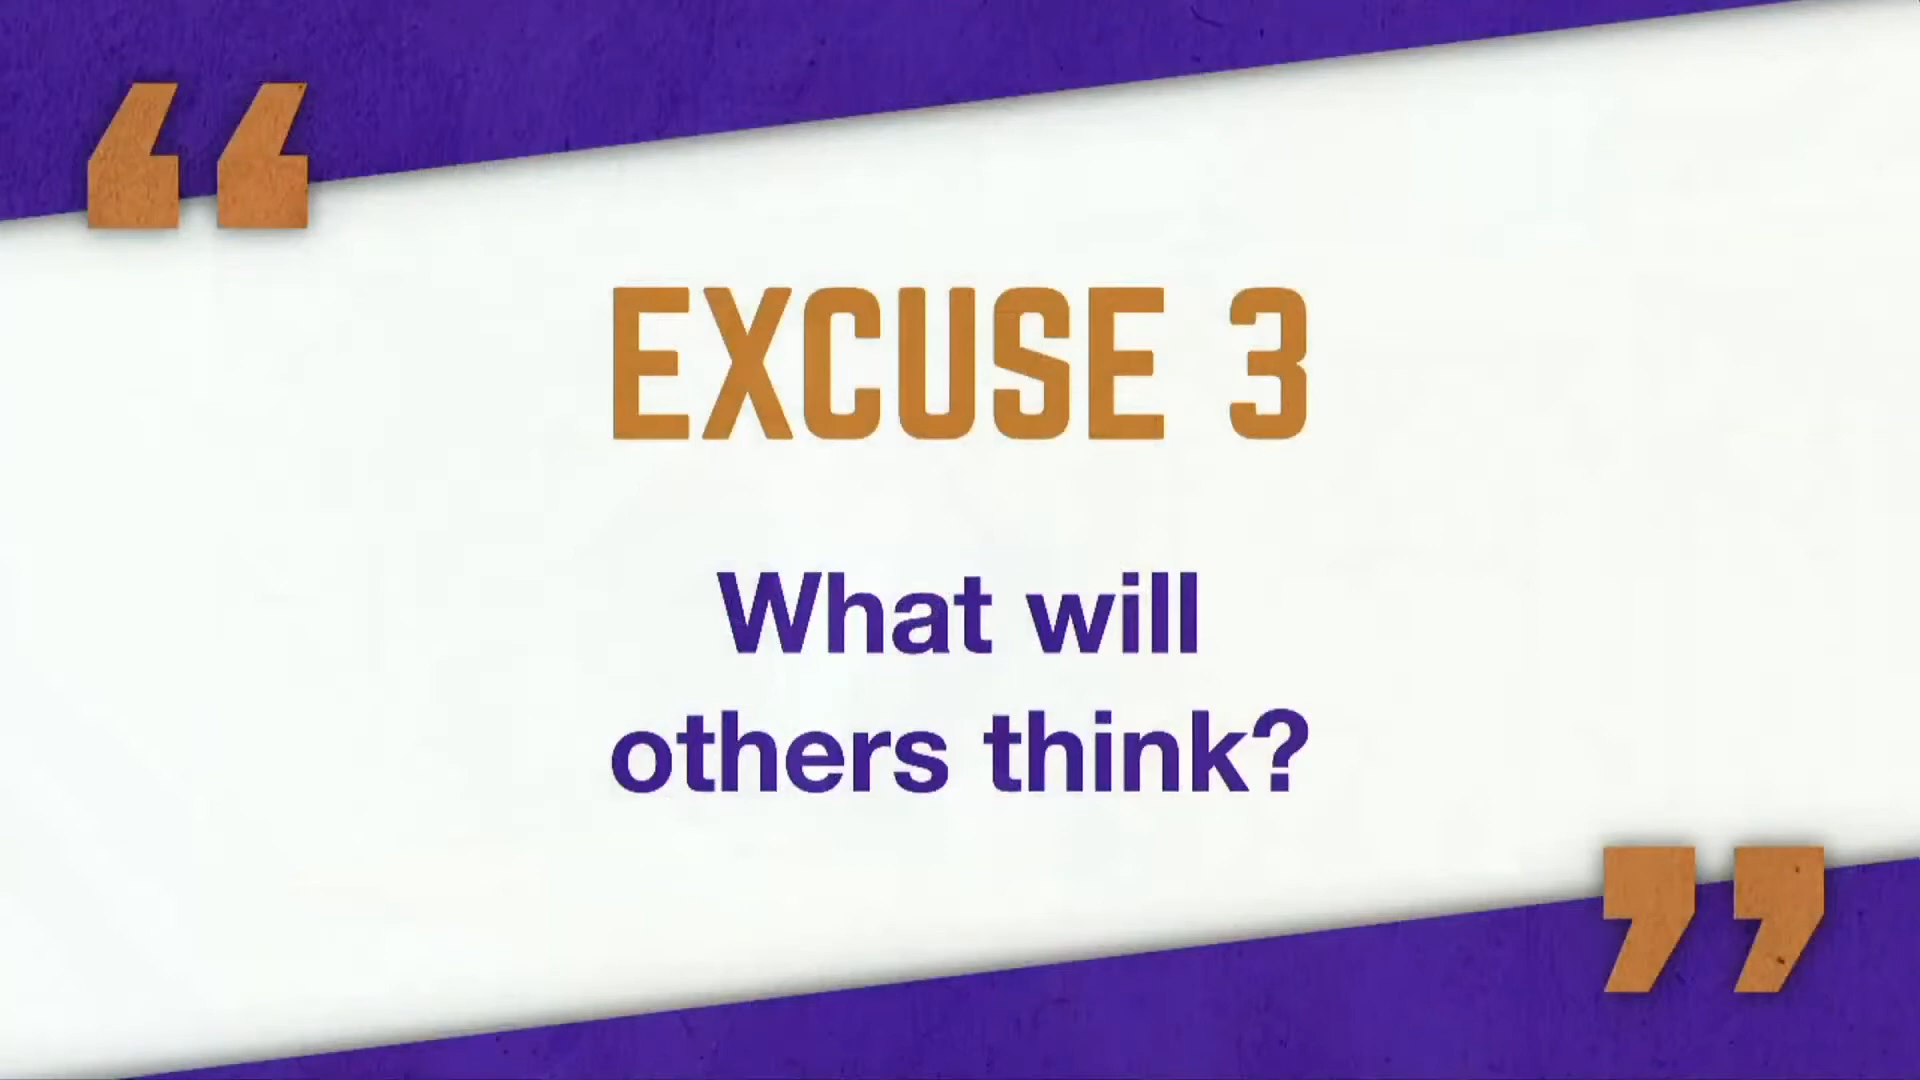 “
EXCUSE 3
What will
others think?
”